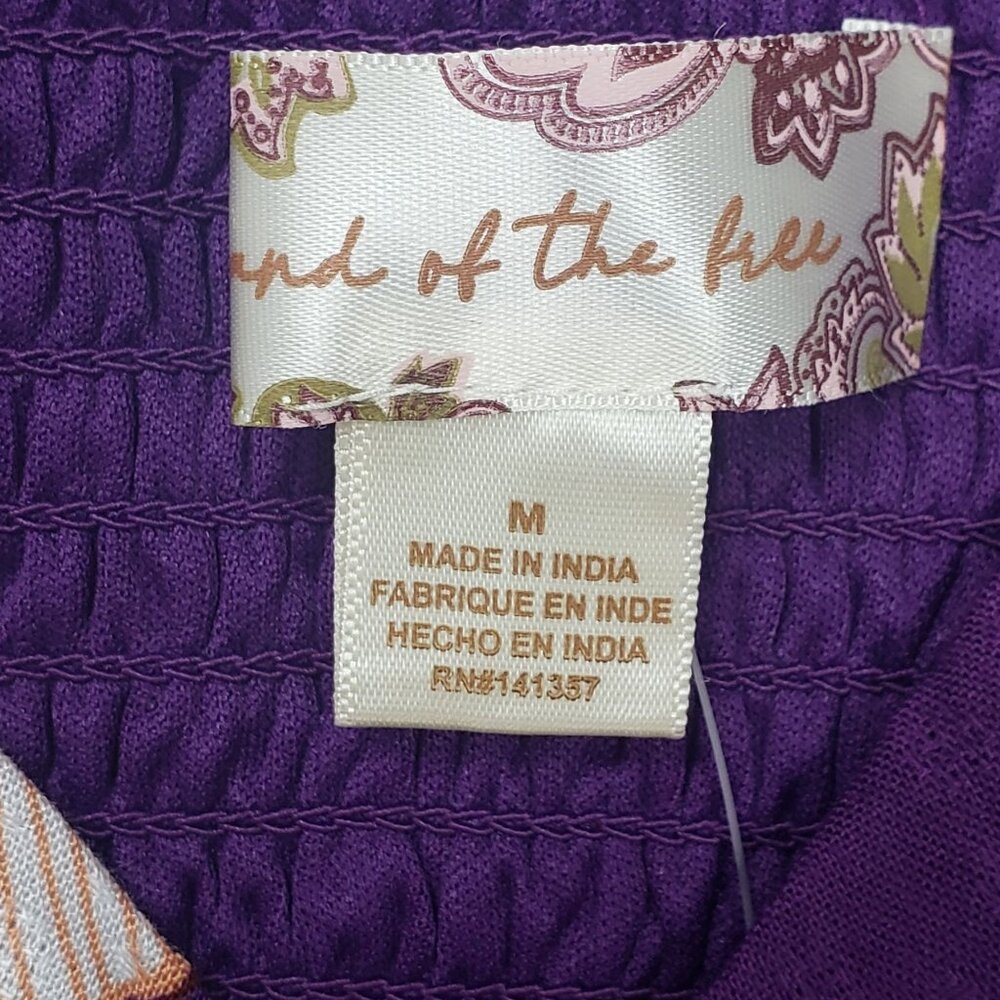 and of the free
M
MADE IN INDIA
FABRIQUE EN INDE
HECHO EN INDIA
RN#141357